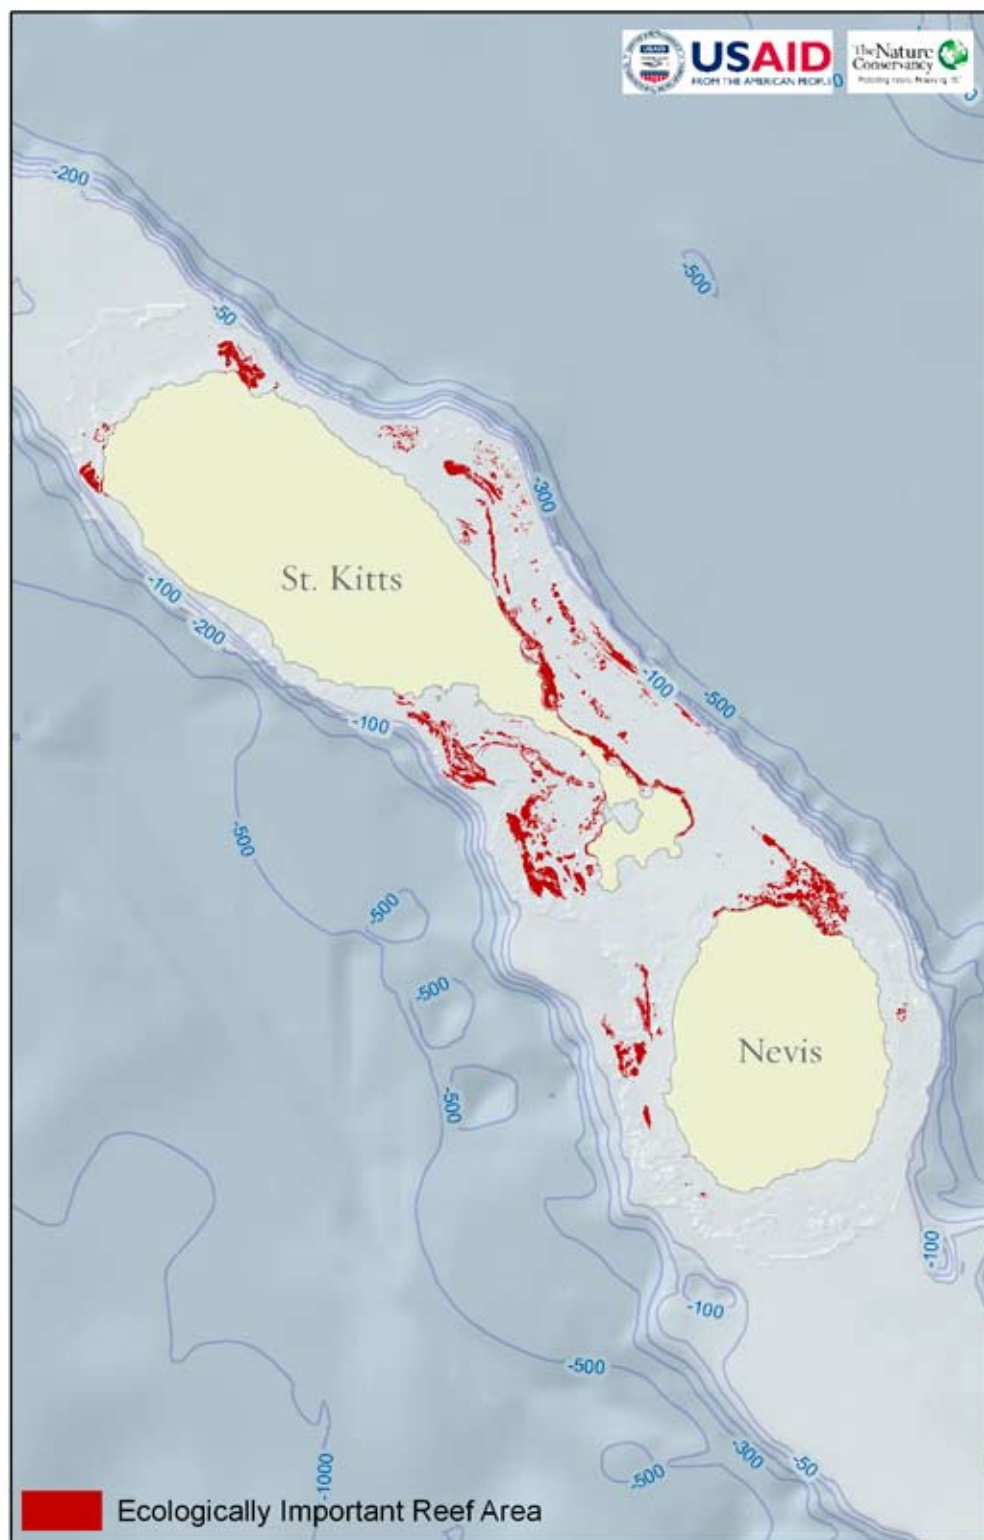 USAID
FROM THE AMERICAN PEOPLE
The Nature
Conservancy
-200
-500
-50
-300
St. Kitts
-100
-200
-100
-500
-100
-500
-500
-500
Nevis
-500
-100
-100
-500
-300
-50
-500
-1000
Ecologically Important Reef Area